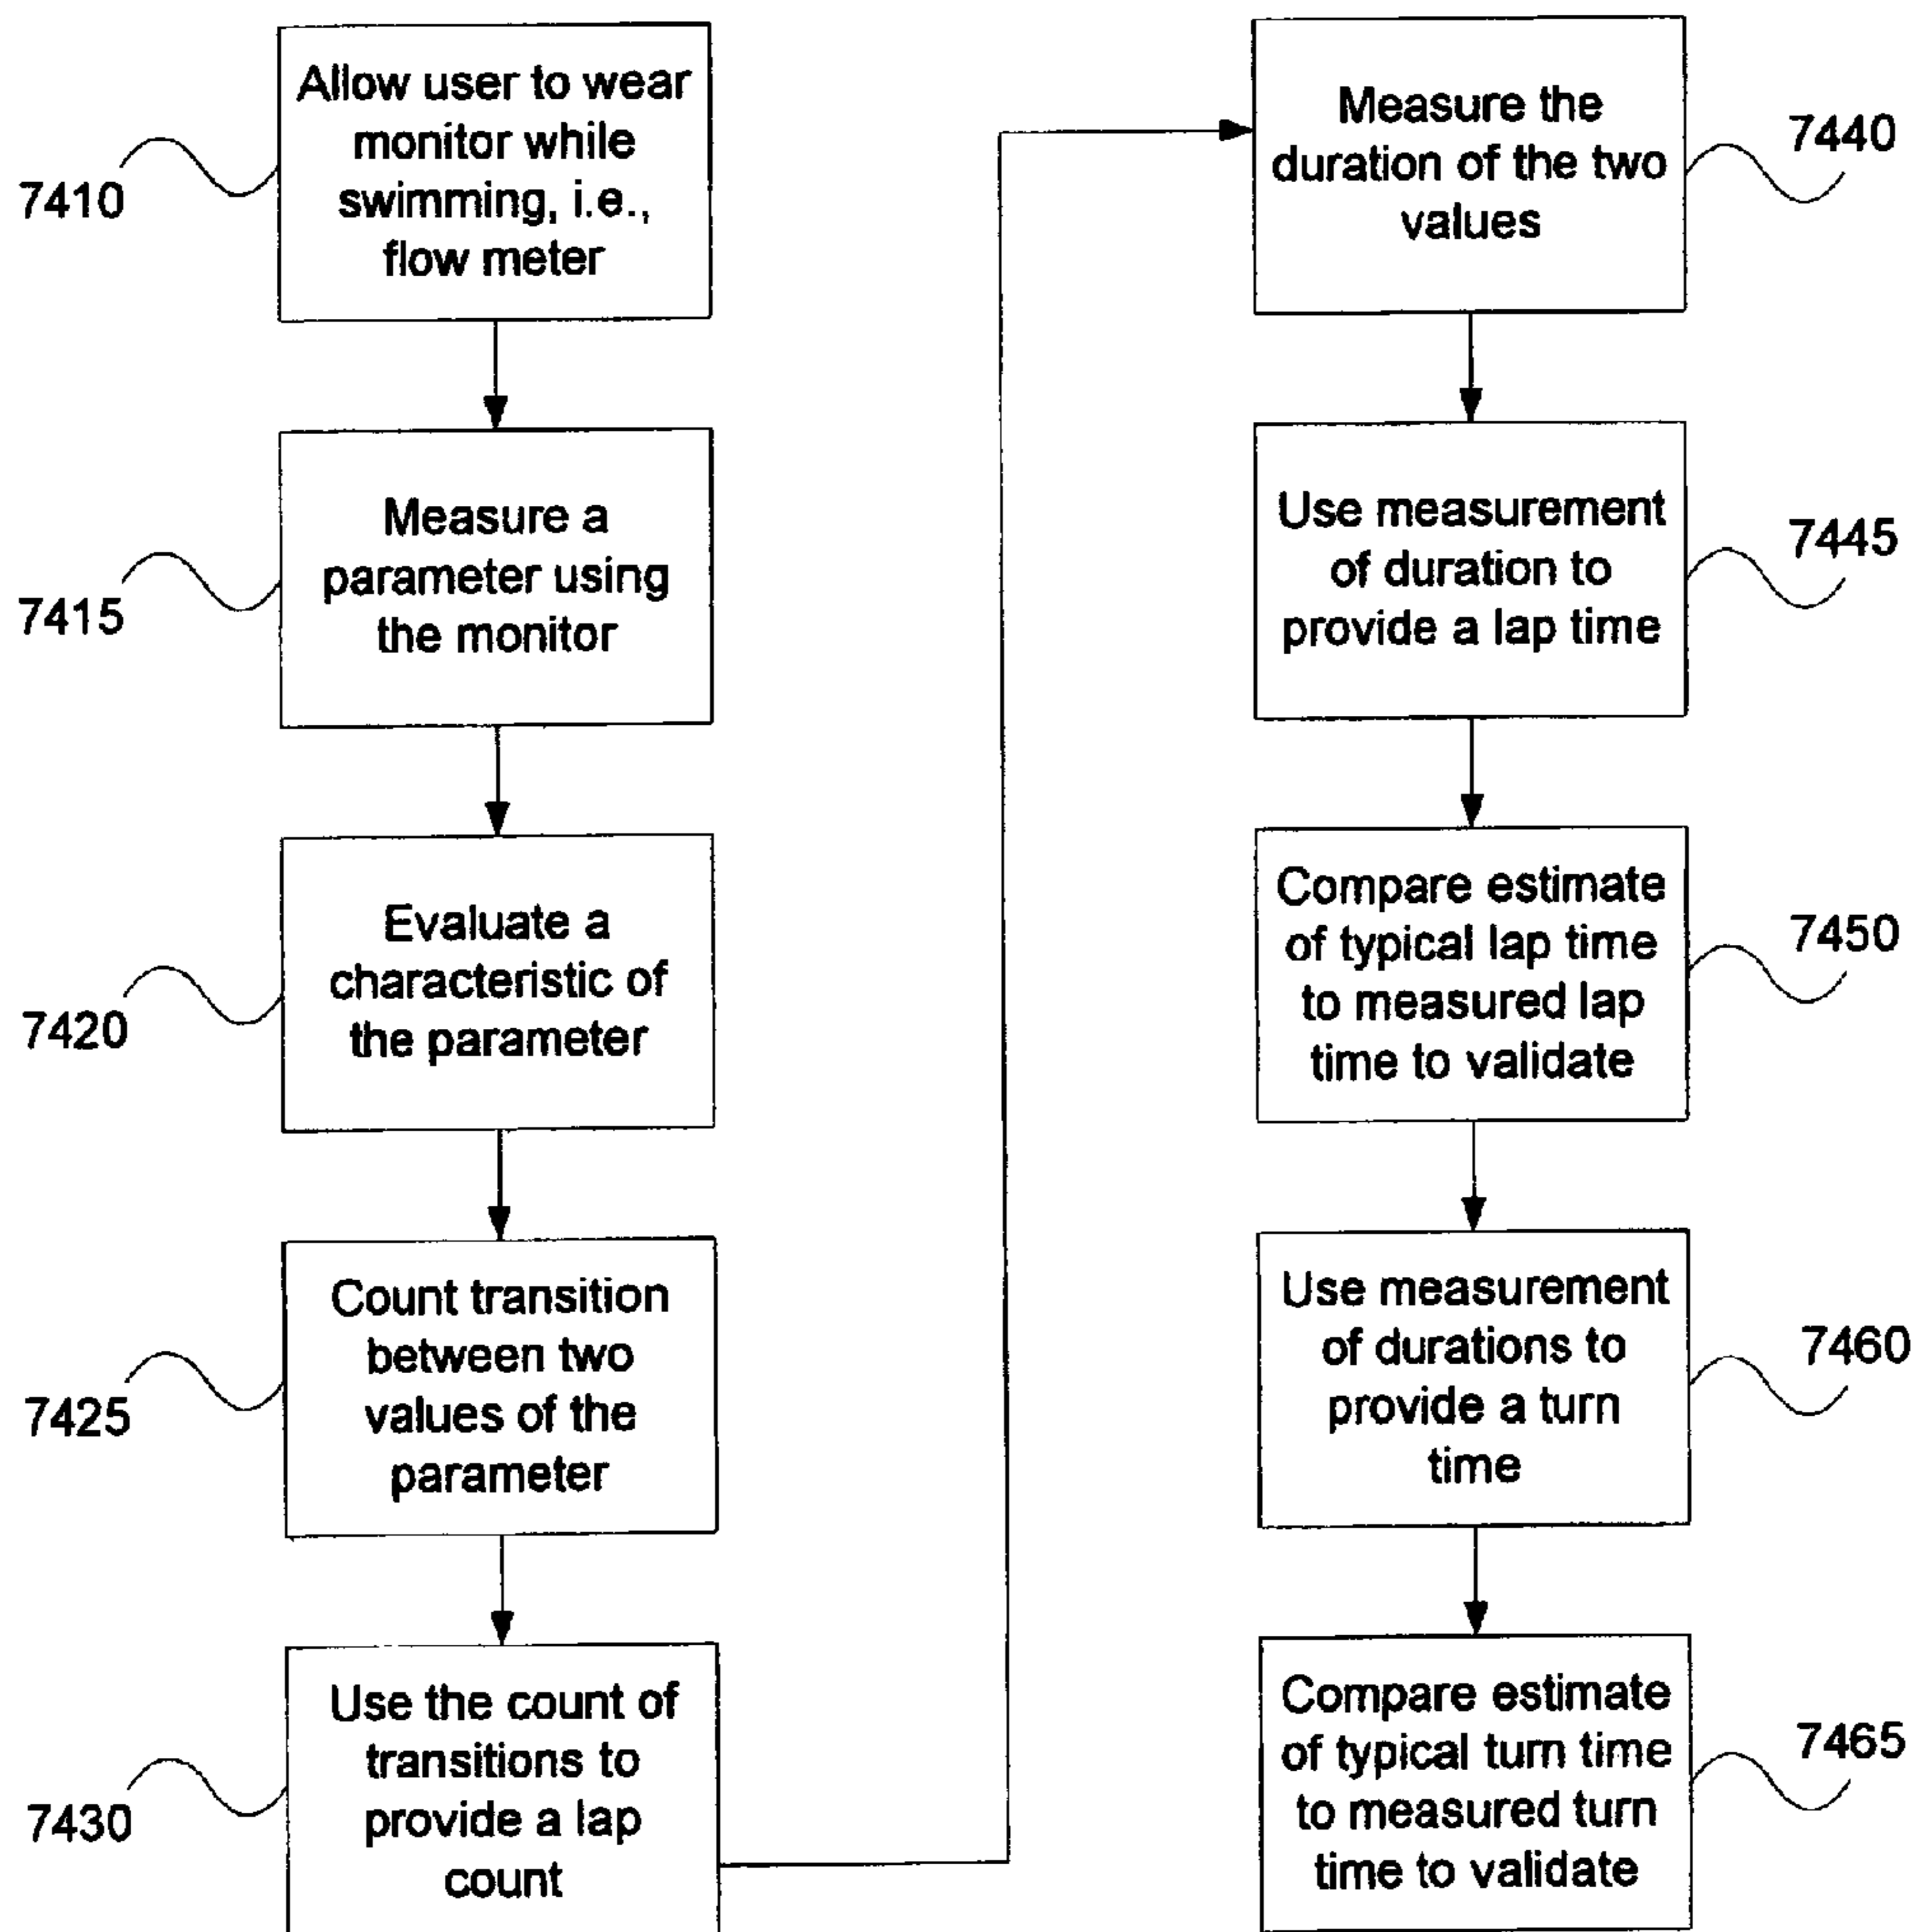 Allow user to wear
monitor while
swimming, i.e.,
flow meter
7410
Measure a
parameter using
the monitor
7415
Evaluate a
characteristic of
the parameter
7420
Count transition
between two
values of the
parameter
7425
Use the count of
transitions to
provide a lap
count
7430
Measure the
duration of the two
values
7440
Use measurement
of duration to
provide a lap time
7445
Compare estimate
of typical lap time
to measured lap
time to validate
7450
Use measurement
of durations to
provide a turn
time
7460
Compare estimate
of typical turn time
to measured turn
time to validate
7465